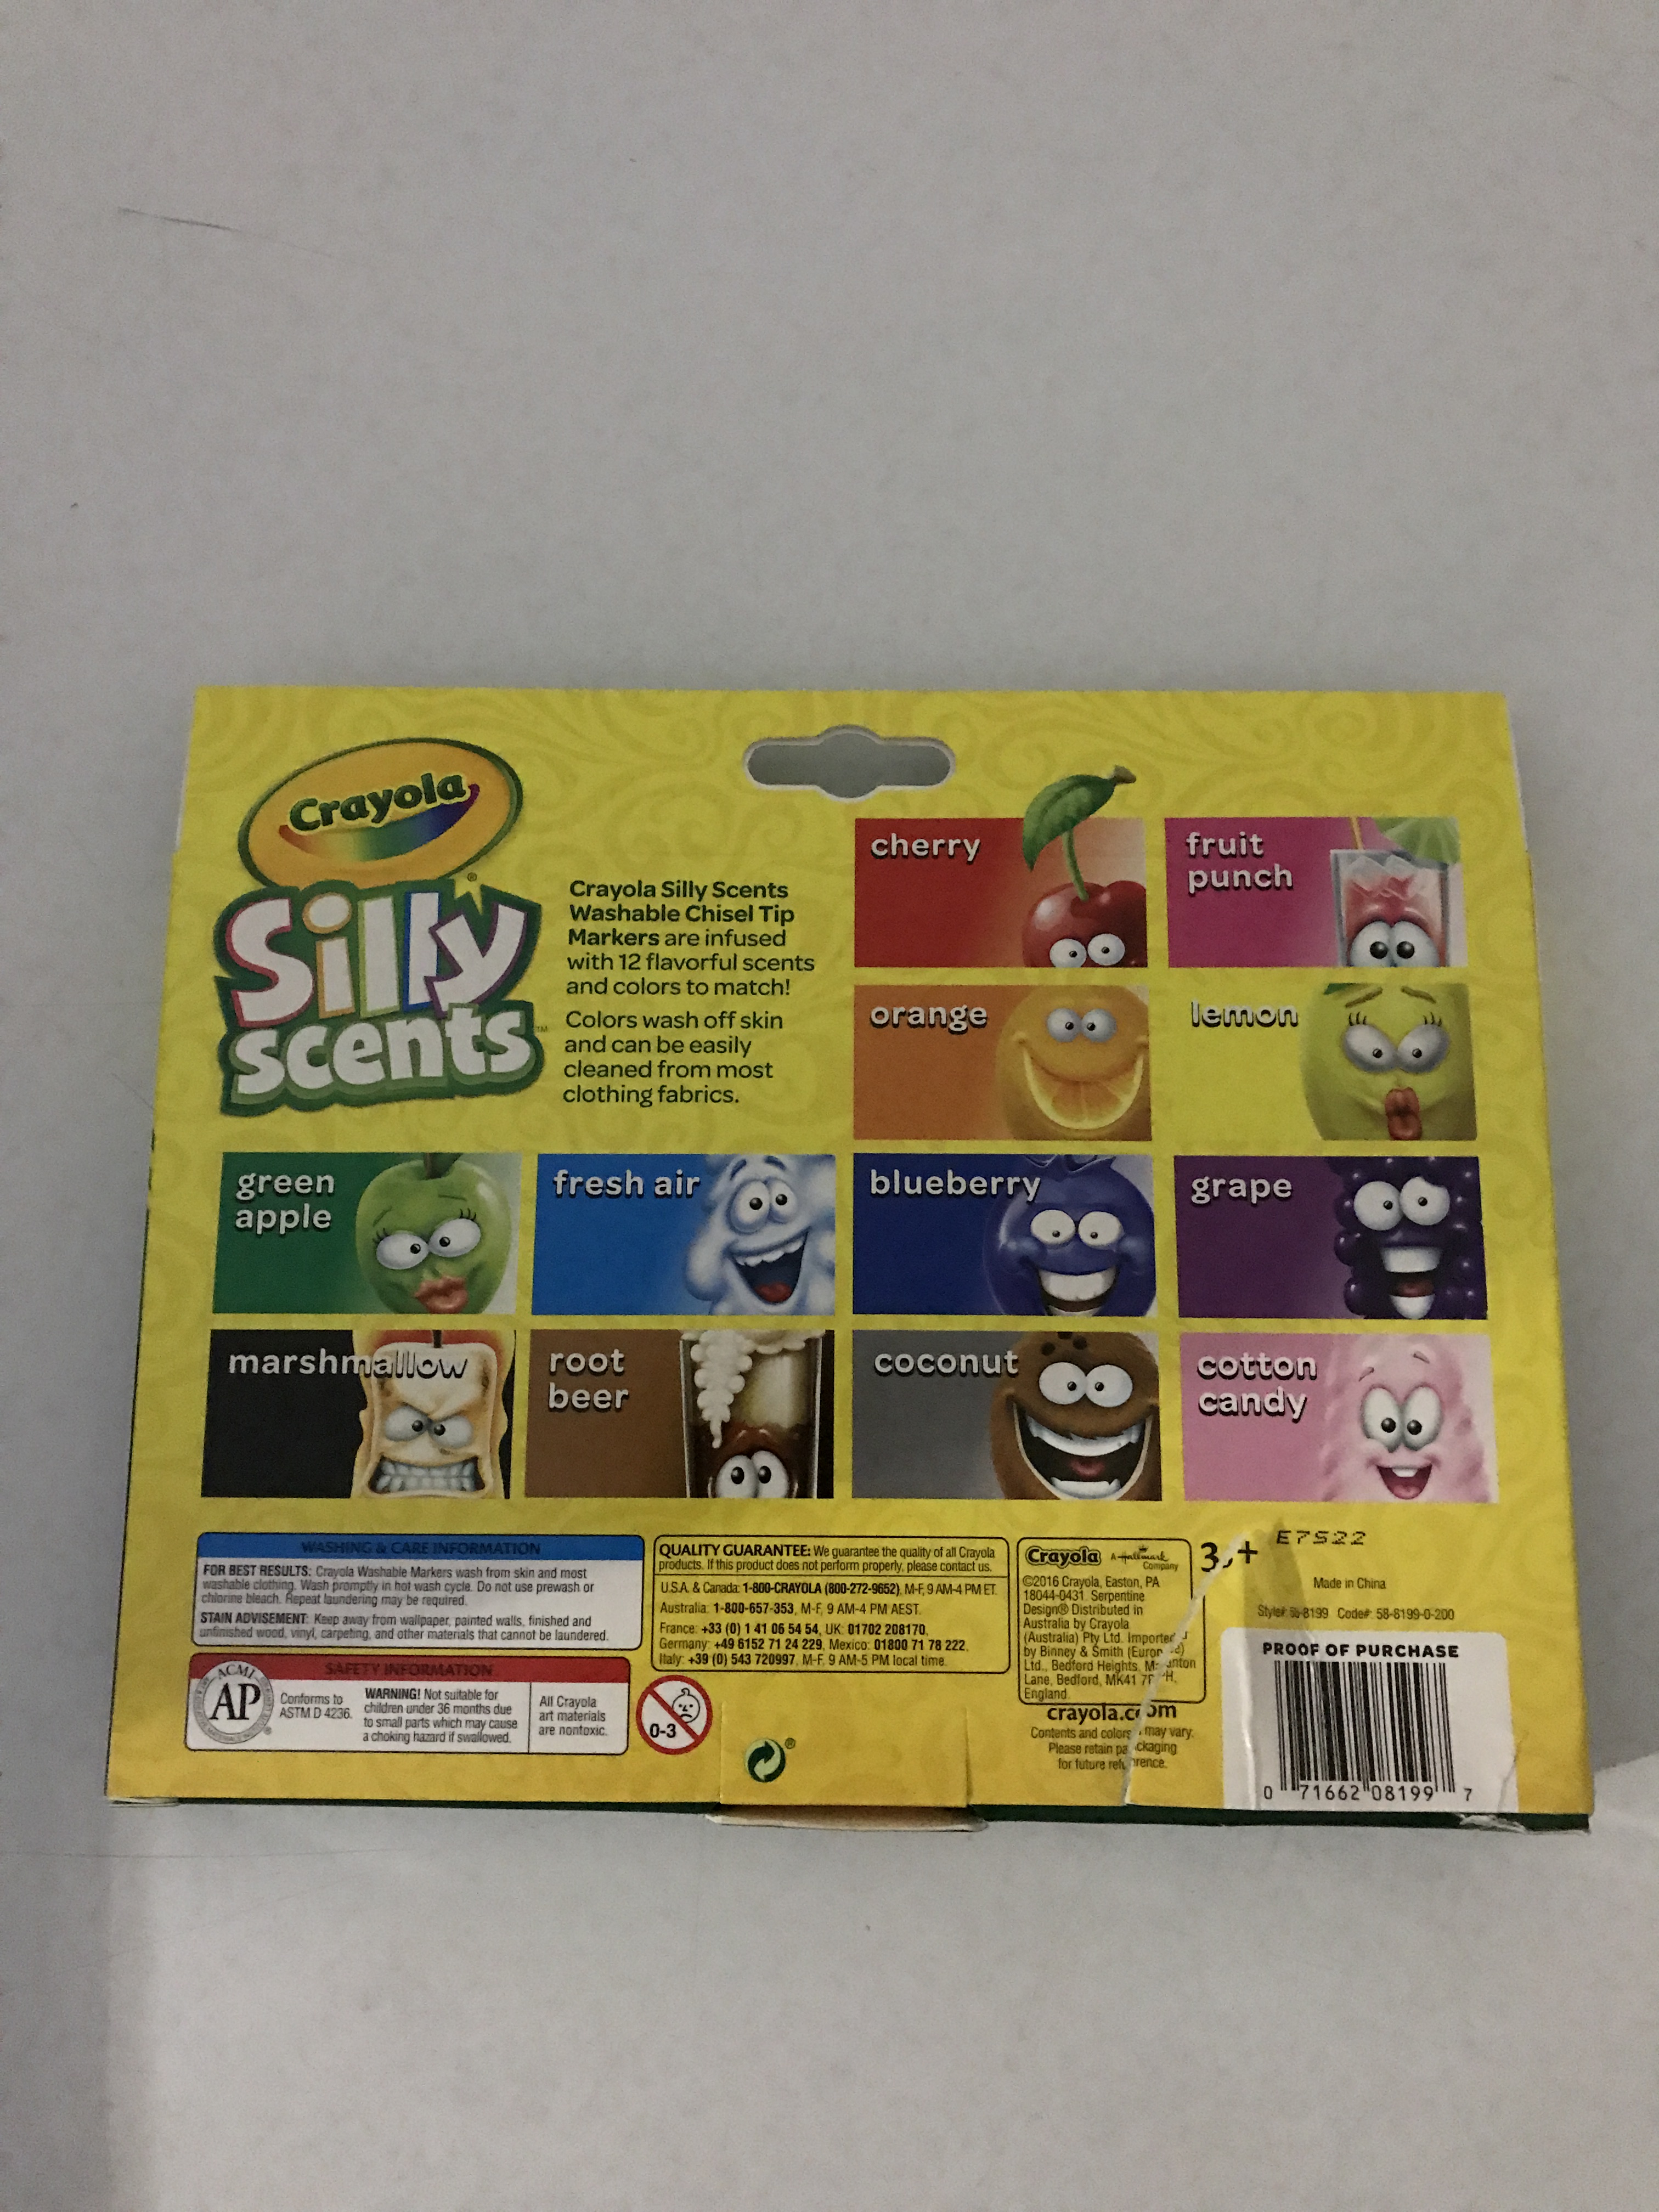 Crayola
Silly
scents™
Crayola Silly Scents
Washable Chisel Tip
Markers are infused
with 12 flavorful scents
and colors to match!
Colors wash off skin
and can be easily
cleaned from most
clothing fabrics.
cherry
fruit
punch
orange
lemon
green
apple
fresh air
blueberry
grape
marshmallow
root
beer
coconut
cotton
candy
WASHING & CARE INFORMATION
FOR BEST RESULTS: Crayola Washable Markers wash from skin and most
washable clothing. Wash promptly in hot wash cycle. Do not use prewash or
chlorine bleach. Repeat laundering may be required.
STAIN ADVISEMENT: Keep away from wallpaper, painted walls, finished and
unfinished wood, vinyl, carpeting, and other materials that cannot be laundered.
SAFETY INFORMATION
ACMI
AP
Conforms to
ASTM D 4236.
WARNING! Not suitable for
children under 36 months due
to small parts which may cause
a choking hazard if swallowed.
All Crayola
art materials
are nontoxic.
0-3
QUALITY GUARANTEE: We guarantee the quality of all Crayola
products. If this product does not perform properly, please contact us.
U.S.A. & Canada: 1-800-CRAYOLA (800-272-9652), M-F, 9 AM-4 PM ET.
Australia: 1-800-657-353, M-F, 9 AM-4 PM AEST.
France: +33 (0) 1 41 06 54 54, UK: 01702 208170,
Germany: +49 6152 71 24 229, Mexico: 01800 71 78 222,
Italy: +39 (0) 543 720997, M-F, 9 AM-5 PM local time.
Crayola A Hallmark Company
©2016 Crayola, Easton, PA
18044-0431. Serpentine
Design® Distributed in
Australia by Crayola
(Australia) Pty Ltd. Imported
by Binney & Smith
Ltd., Bedford Heights,
Lane, Bedford, MK41
England.
crayola.com
Contents and colors may vary.
Please retain packaging
for future reference.
3+
E7522
Made in China
Style# 58-8199 Code#: 58-8199-0-200
PROOF OF PURCHASE
0 71662 08199 7